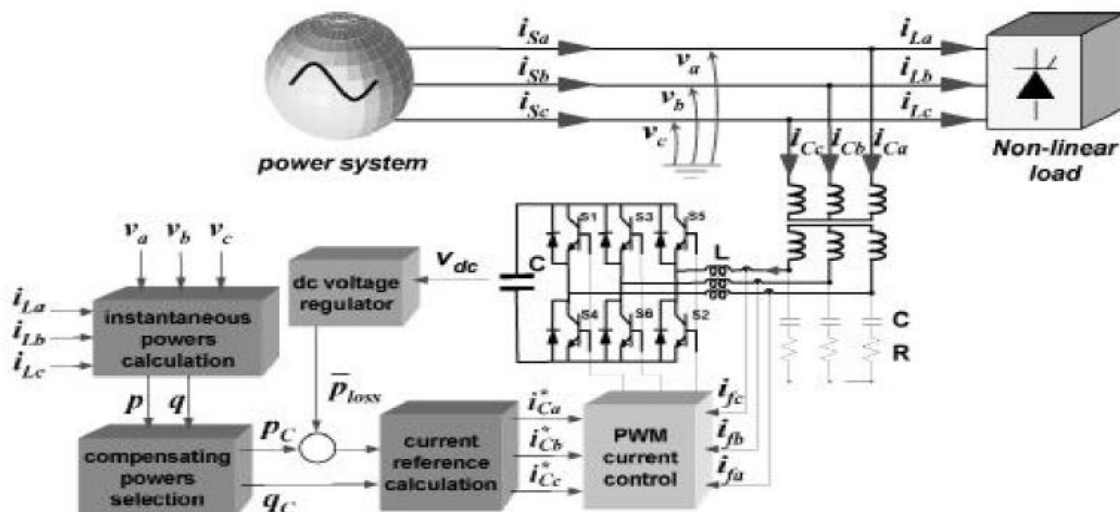 i_Sa
i_La
v_a
i_Sb
i_Lb
v_b
i_Sc
i_Lc
v_c
power system
i_Cc i_Cb i_Ca
Non-linear
load
S1 S3 S5
v_a v_b v_c
V_dc
C
L
dc voltage
regulator
i_La
i_Lb
i_Lc
instantaneous
powers
calculation
S4 S6 S2
C
R
p q
p̅_loss
i_fc
i_fb
i_fa
compensating
powers
selection
p_C
q_C
current
reference
calculation
i*_Ca
i*_Cb
i*_Cc
PWM
current
control